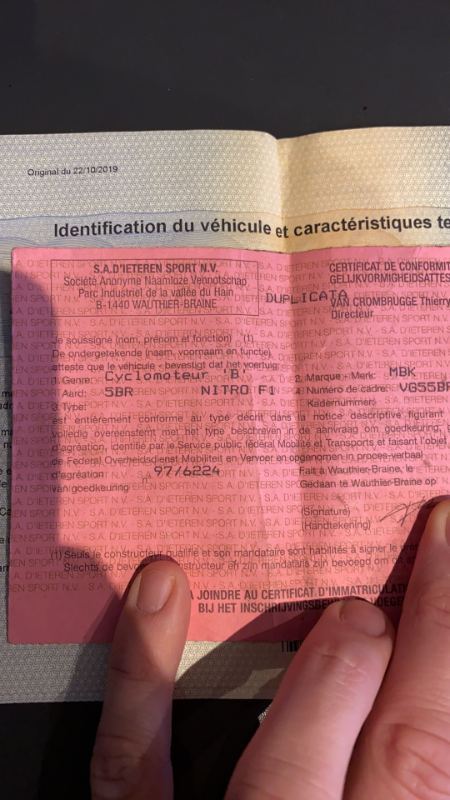 Original du 22/10/2019
Identification du véhicule et caractéristiques te
S.A.D'IETEREN SPORT N.V.
Société Anonyme Naamloze Vennotschap
Parc Industriel de la vallée du Hain
B-1440 WAUTHIER-BRAINE
CERTIFICAT DE CONFORMIT
GELIJKVORMIGHEIDSATTES
DUPLICATA
VAN CROMBRUGGE Thierry
Directeur
Je soussigné (nom, prénom et fonction) (1)
De ondergetekende (naam, voornaam en functie)
atteste que le véhicule - bevestigt dat het voertuig
1. Genre: Cyclomoteur 'B' 2. Marque - Merk: MBK
Aard: 5BR NITRO F1 Numéro de cadre: VG55BR
3. Type: Kadernummer:
est entièrement conforme au type décrit dans la notice descriptive figurant
volledig overeenstemt met het type beschreven in de aanvraag om goedkeuring,
d'agréation, identifié par le Service public fédéral Mobilité et Transports et faisant l'objet
de Federal Overheidsdienst Mobiliteit en Vervoer en opgenomen in proces-verbaal
d'agréation 97/6224 Fait à Wauthier-Braine, le
van goedkeuring Gedaan te Wauthier-Braine op
(Signature)
(Handtekening)
(1) Seuls le constructeur qualifié et son mandataire sont habilités à signer le
Slechts de bevo structeur en zijn mandataris zijn bevoegd om
A JOINDRE AU CERTIFICAT D'IMMATRICULAT
BIJ HET INSCHRIJVINGSBE